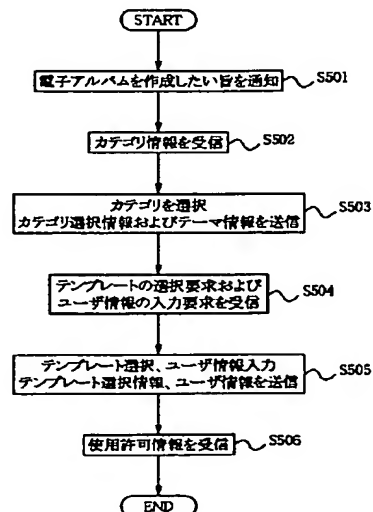 START
電子アルバムを作成したい旨を通知
S501
カテゴリ情報を受信
S502
カテゴリを選択
カテゴリ選択情報およびテーマ情報を送信
S503
テンプレートの選択要求および
ユーザ情報の入力要求を受信
S504
テンプレート選択、ユーザ情報入力
テンプレート選択情報、ユーザ情報を送信
S505
使用許可情報を受信
S506
END